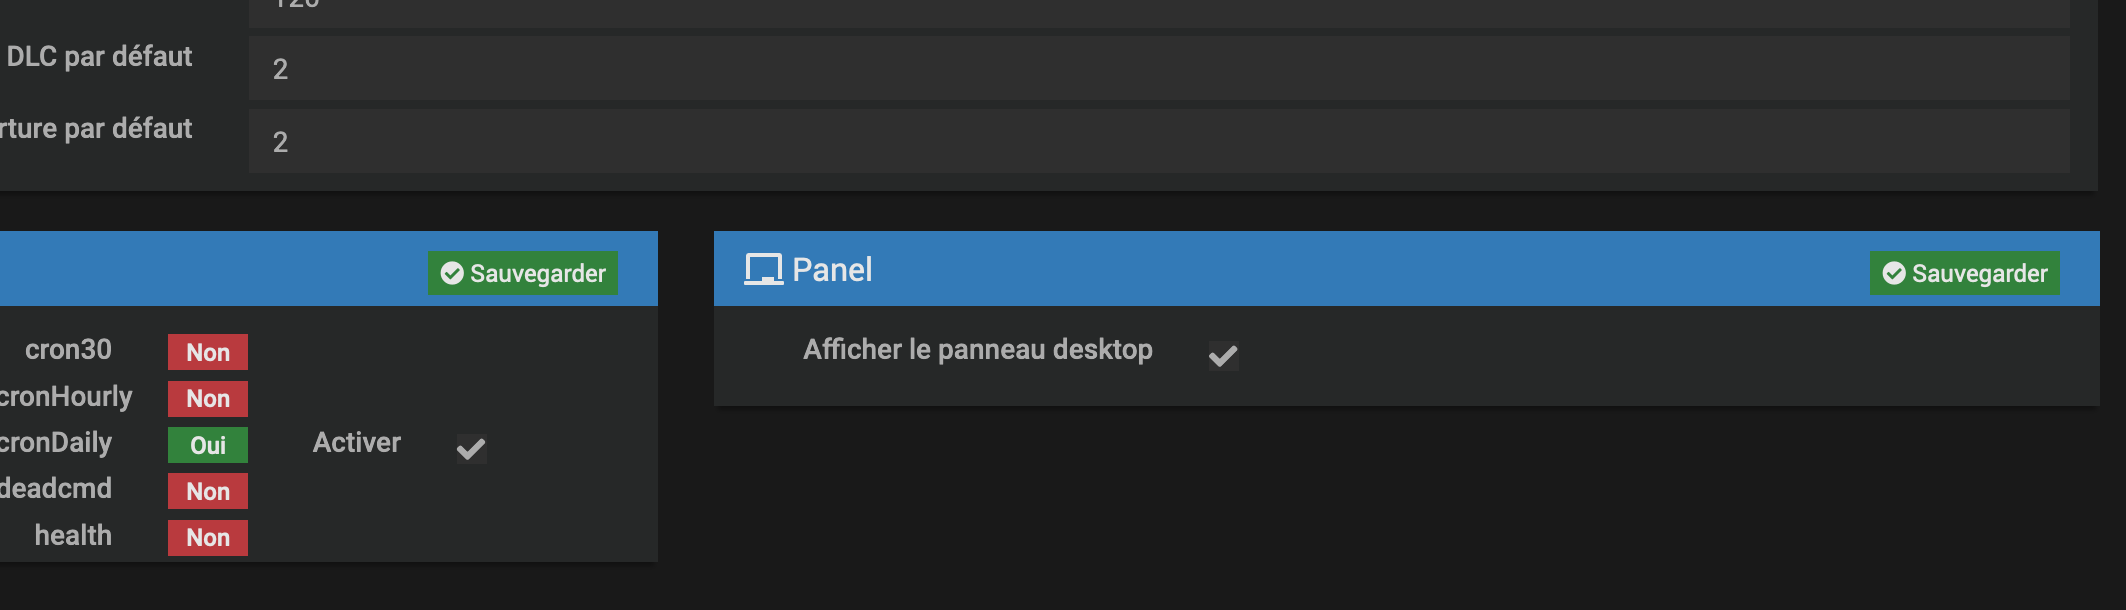 DLC par défaut 2
rture par défaut 2
Sauvegarder
cron30 Non
cronHourly Non
cronDaily Oui Activer
deadcmd Non
health Non
Panel Sauvegarder
Afficher le panneau desktop